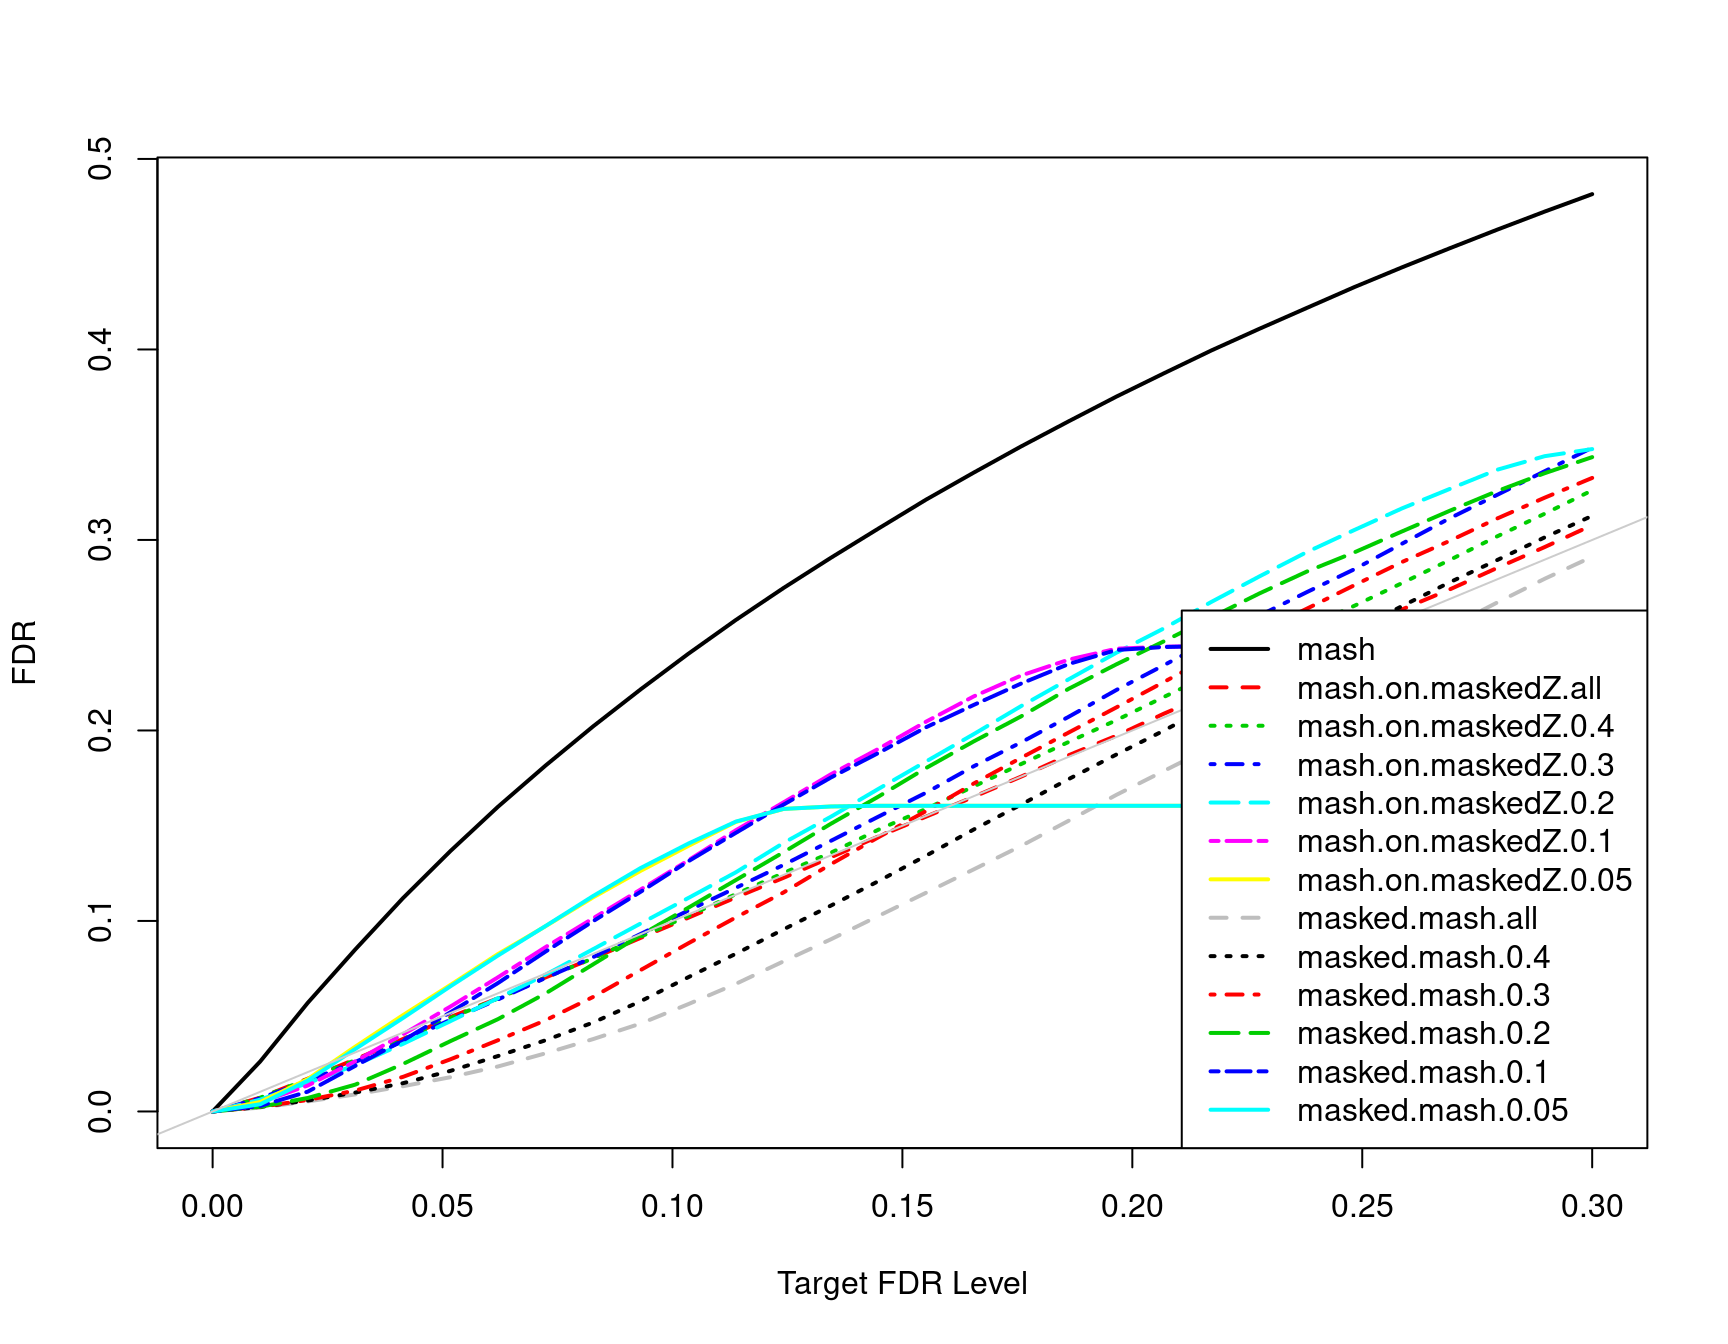 0.5
0.4
0.3
0.2
0.1
0.0
FDR
mash
mash.on.maskedZ.all
mash.on.maskedZ.0.4
mash.on.maskedZ.0.3
mash.on.maskedZ.0.2
mash.on.maskedZ.0.1
mash.on.maskedZ.0.05
masked.mash.all
masked.mash.0.4
masked.mash.0.3
masked.mash.0.2
masked.mash.0.1
masked.mash.0.05
0.00 0.05 0.10 0.15 0.20 0.25 0.30
Target FDR Level